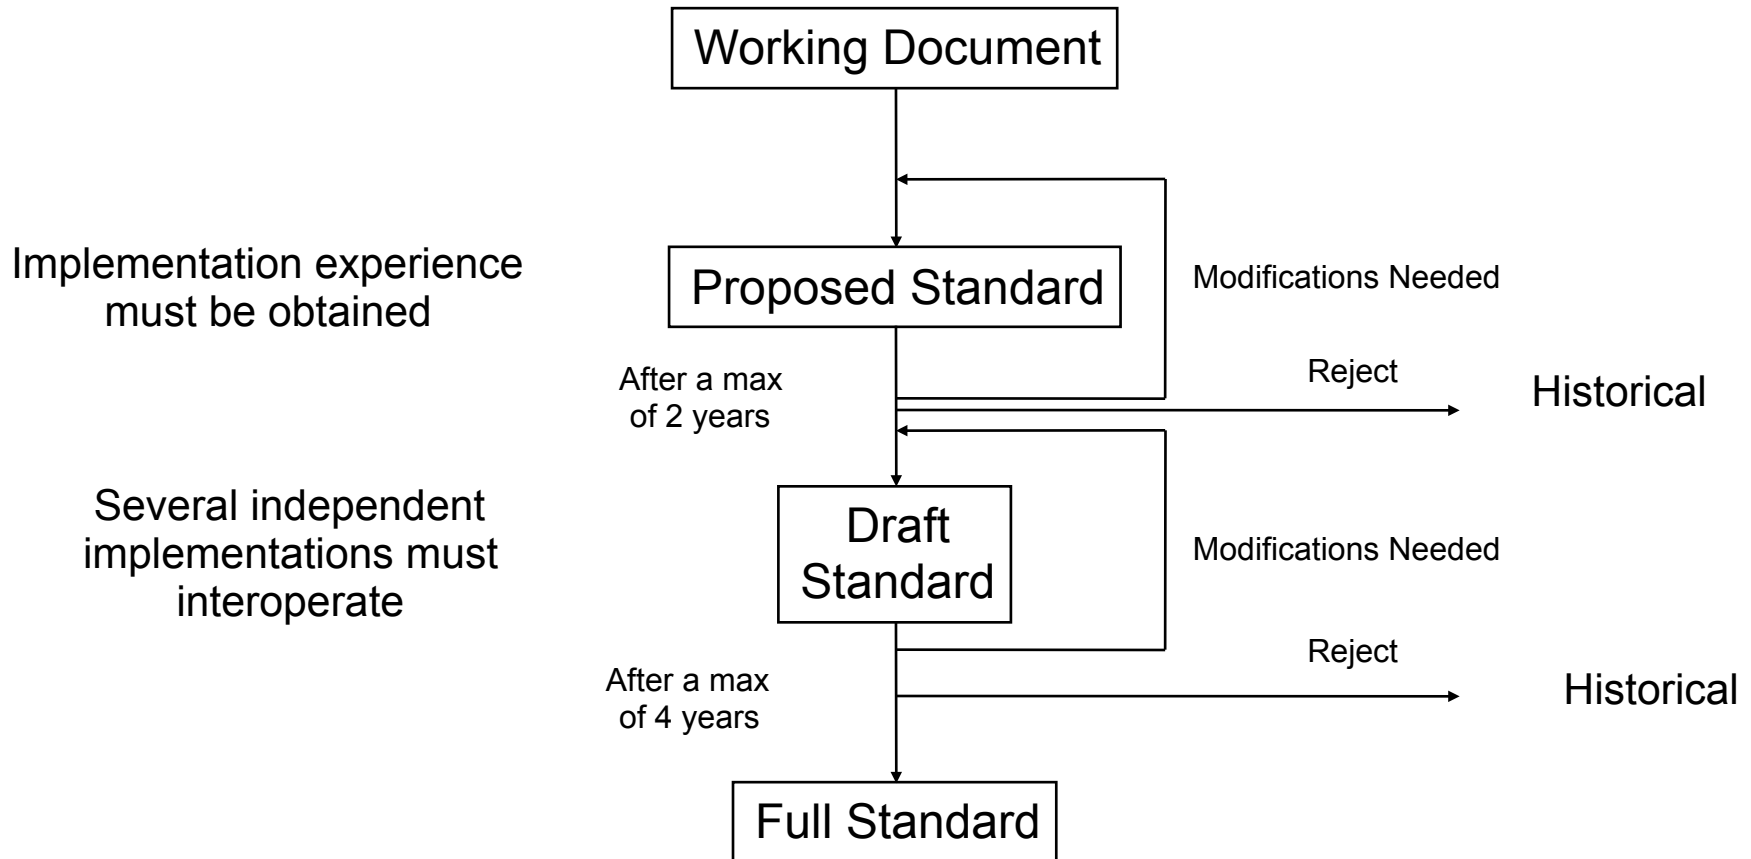 Working Document
Implementation experience
must be obtained
Proposed Standard
Modifications Needed
After a max
of 2 years
Reject
Historical
Several independent
implementations must
interoperate
Draft
Standard
Modifications Needed
After a max
of 4 years
Reject
Historical
Full Standard